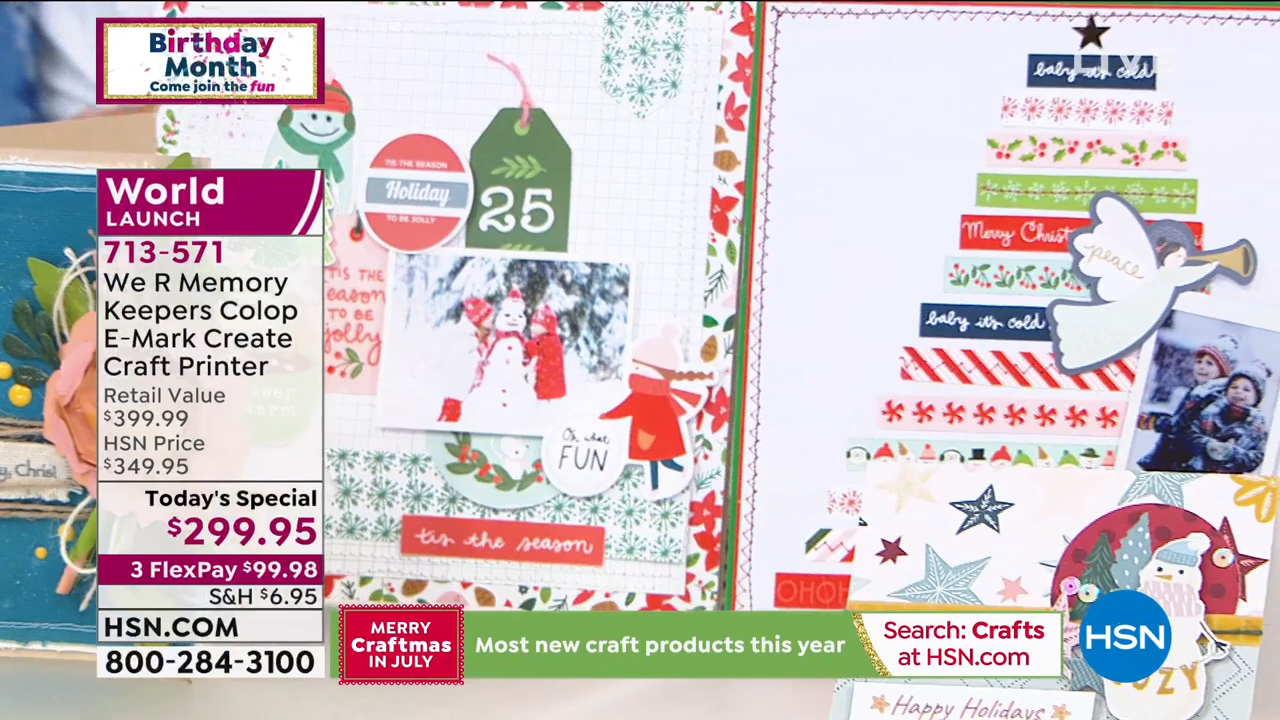 Birthday
Month
Come join the fun
World
LAUNCH
713-571
We R Memory
Keepers Colop
E-Mark Create
Craft Printer
Retail Value
$399.99
HSN Price
$349.95
Today's Special
$299.95
3 FlexPay $99.98
S&H $6.95
HSN.COM
800-284-3100
'TIS THE SEASON
Holiday
TO BE JOLLY
25
'TIS THE
season
TO BE
jolly
Oh what
FUN
'tis the season
baby it's cold
Merry Christ
peace
baby it's cold
OHOH
COZY
Happy Holidays
MERRY
Craftmas
IN JULY
Most new craft products this year
Search: Crafts
at HSN.com
HSN